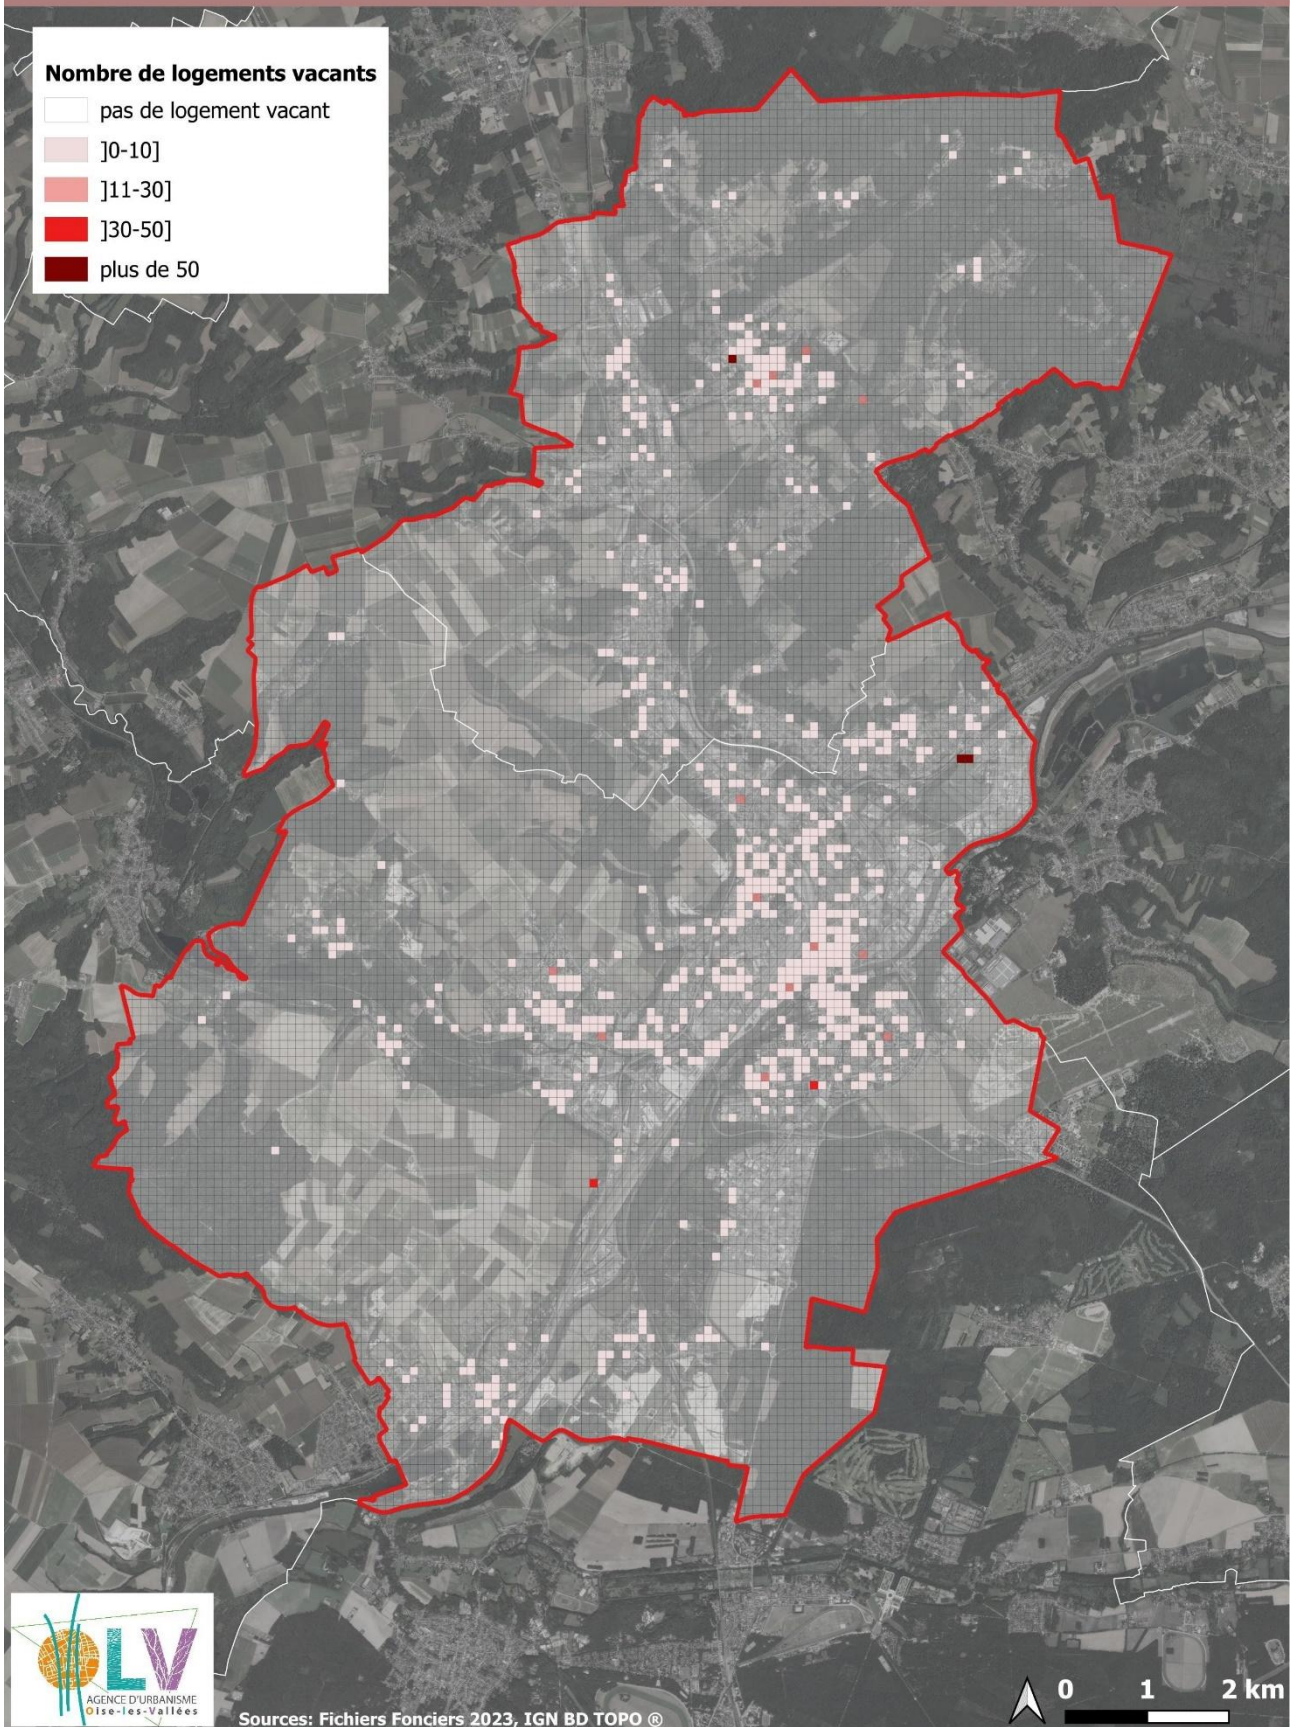 Nombre de logements vacants
pas de logement vacant
]0-10]
]11-30]
]30-50]
plus de 50
OLV
AGENCE D'URBANISME
Oise-les-Vallées
Sources: Fichiers Fonciers 2023, IGN BD TOPO ®
0 1 2 km